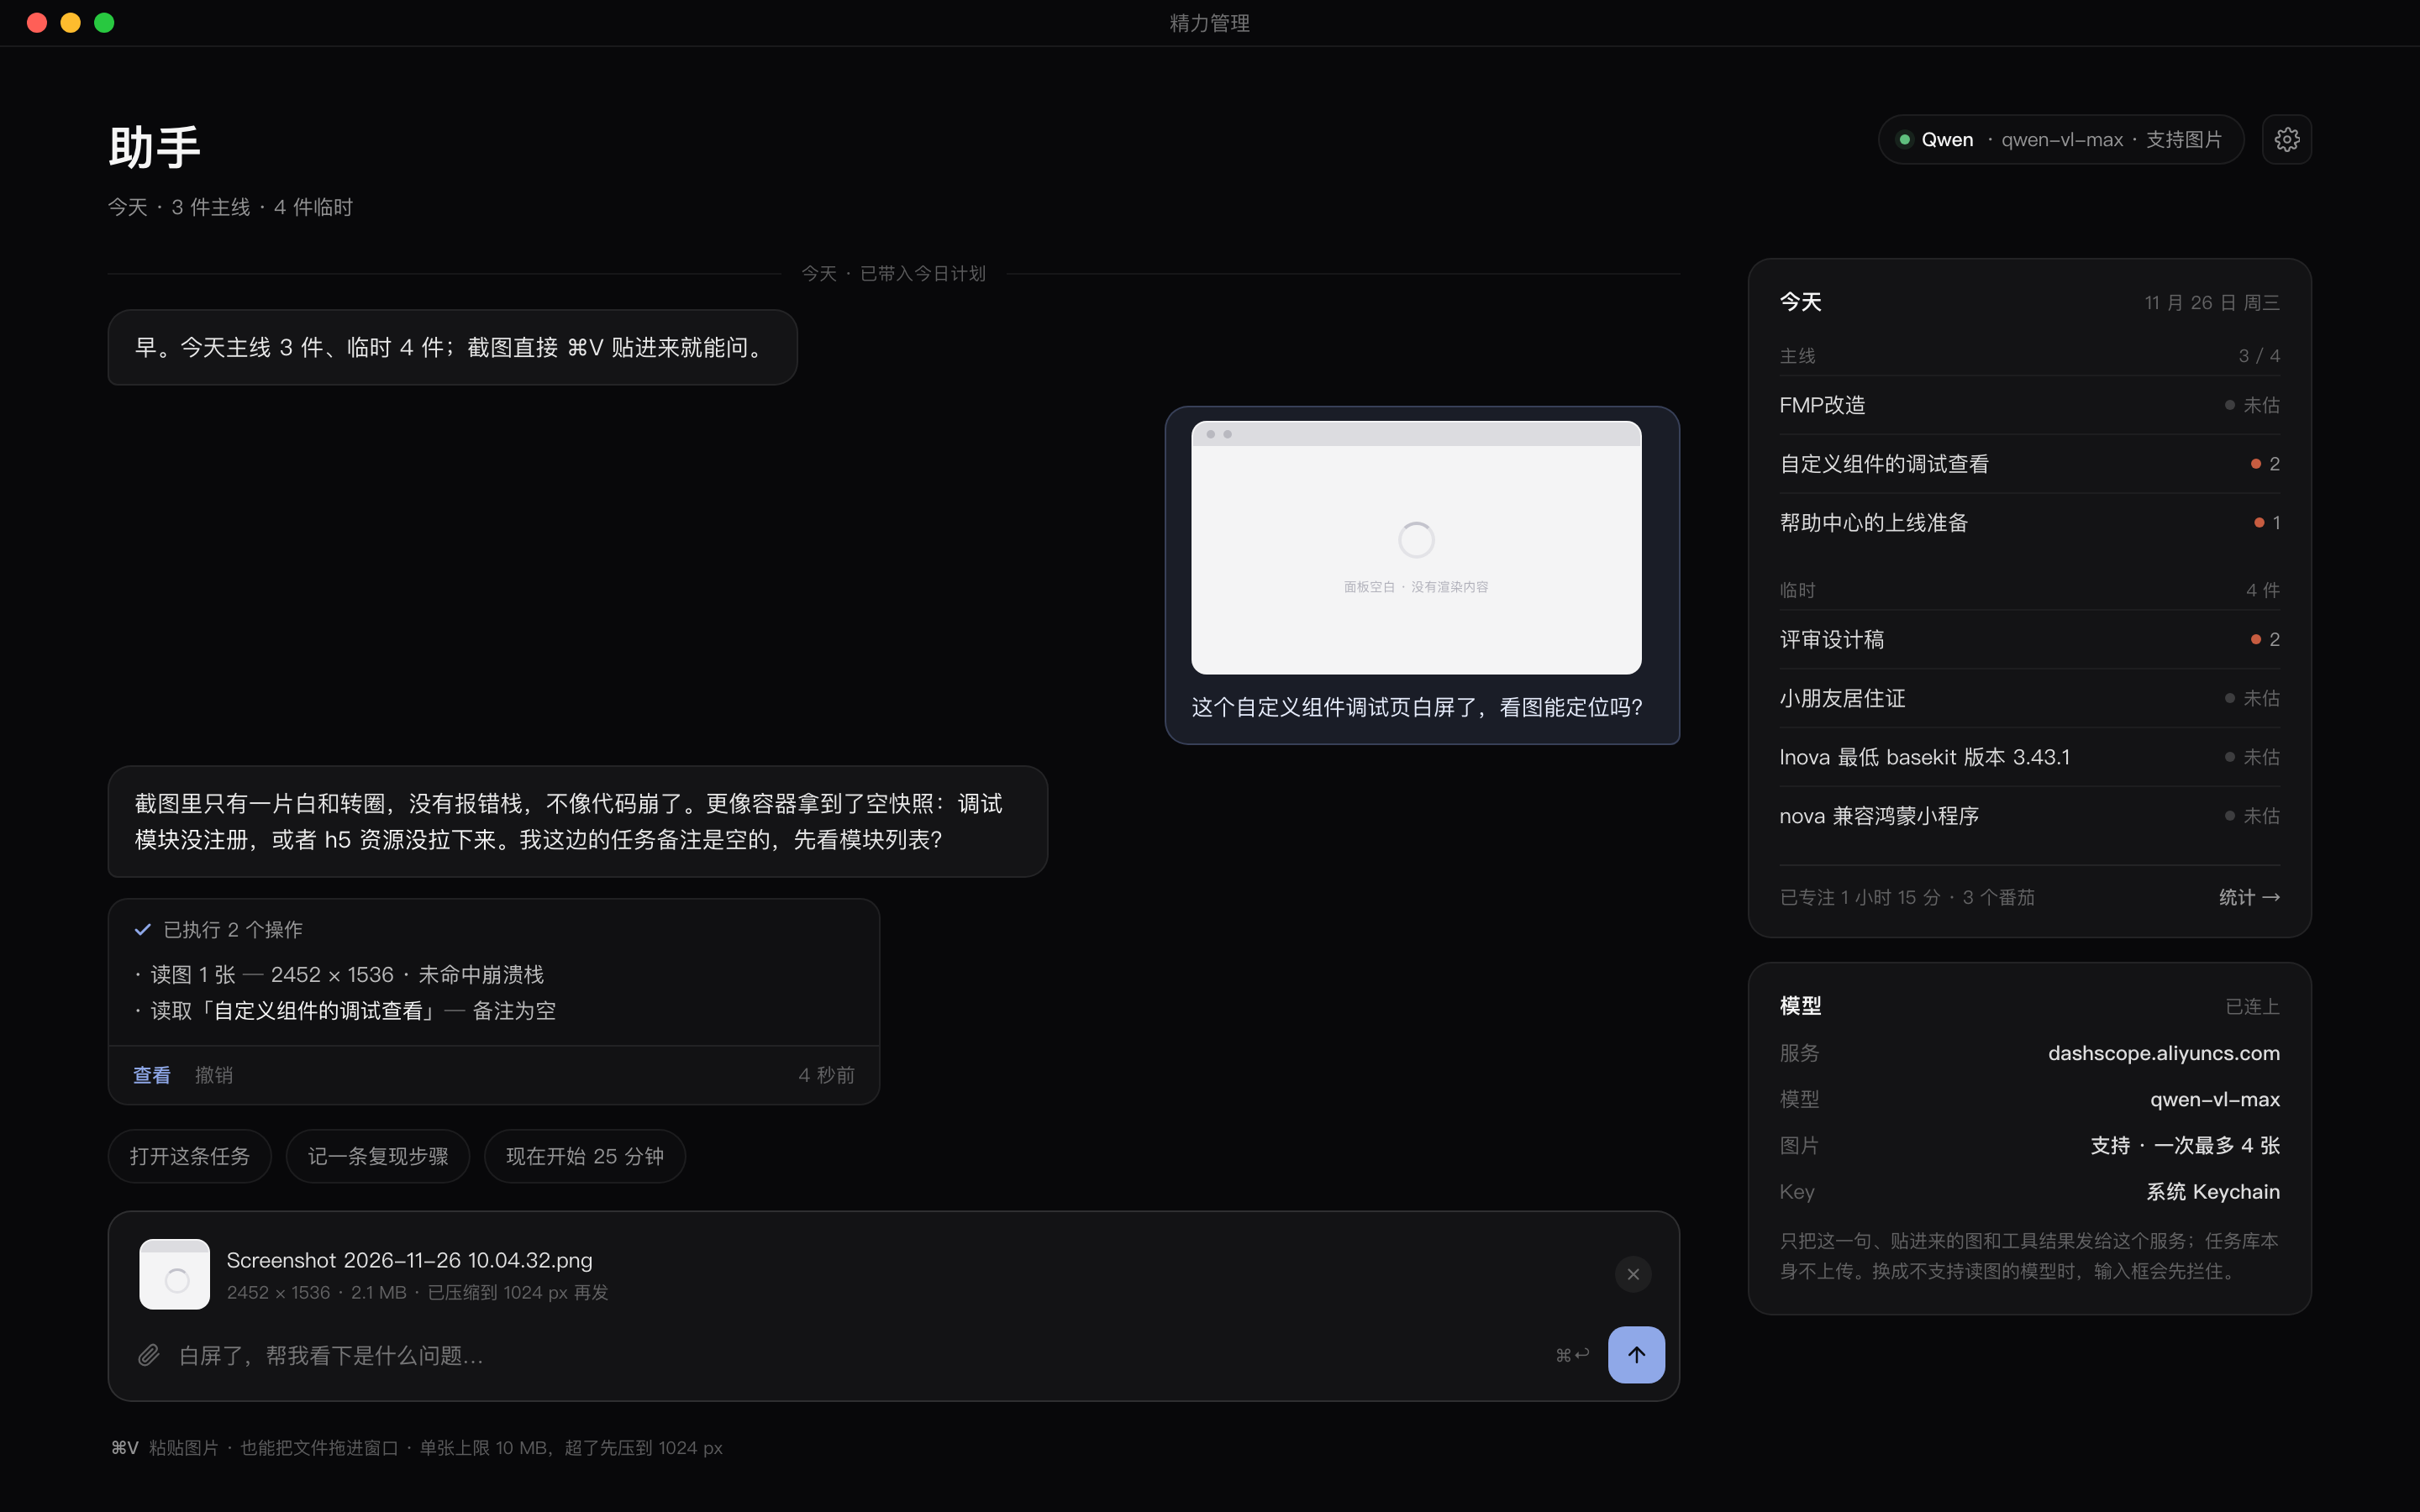 精力管理
助手
今天 · 3 件主线 · 4 件临时
Qwen · qwen-vl-max · 支持图片
今天 · 已带入今日计划
早。今天主线 3 件、临时 4 件；截图直接 ⌘V 贴进来就能问。
面板空白 · 没有渲染内容
这个自定义组件调试页白屏了，看图能定位吗？
截图里只有一片白和转圈，没有报错栈，不像代码崩了。更像容器拿到了空快照：调试
模块没注册，或者 h5 资源没拉下来。我这边的任务备注是空的，先看模块列表？
已执行 2 个操作
· 读图 1 张 — 2452 × 1536 · 未命中崩溃栈
· 读取「自定义组件的调试查看」— 备注为空
查看 撤销 4 秒前
打开这条任务 记一条复现步骤 现在开始 25 分钟
Screenshot 2026-11-26 10.04.32.png
2452 × 1536 · 2.1 MB · 已压缩到 1024 px 再发
白屏了，帮我看下是什么问题… ⌘↩
⌘V 粘贴图片 · 也能把文件拖进窗口 · 单张上限 10 MB，超了先压到 1024 px
今天 11 月 26 日 周三
主线 3 / 4
FMP改造 未估
自定义组件的调试查看 2
帮助中心的上线准备 1
临时 4 件
评审设计稿 2
小朋友居住证 未估
Inova 最低 basekit 版本 3.43.1 未估
nova 兼容鸿蒙小程序 未估
已专注 1 小时 15 分 · 3 个番茄 统计 →
模型 已连上
服务 dashscope.aliyuncs.com
模型 qwen-vl-max
图片 支持 · 一次最多 4 张
Key 系统 Keychain
只把这一句、贴进来的图和工具结果发给这个服务；任务库本
身不上传。换成不支持读图的模型时，输入框会先拦住。